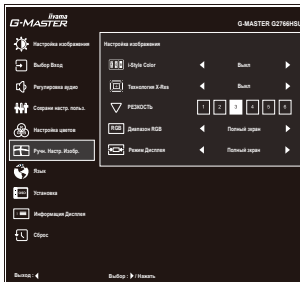 iiyama
G-MASTER
G-MASTER G2766HSU
Настройка изображения
Выбор Вход
Регулировка аудио
Сохрани настр. польз.
Настройка цветов
Ручн. Настр. Изобр.
Язык
Установка
Информация Дисплея
Сброс
Настройка изображения
i-Style Color Выкл
Технология X-Res Выкл
РЕЗКОСТЬ 1 2 3 4 5 6
RGB Диапазон RGB Полный экран
Режим Дисплея Полный экран
Выход :
Выбор : / Нажать